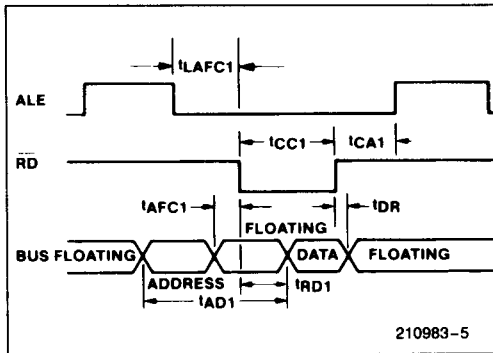 tLAFC1
ALE
tCC1
tCA1
RD
tAFC1
tDR
FLOATING
BUS FLOATING
DATA
FLOATING
ADDRESS
tRD1
tAD1
210983-5